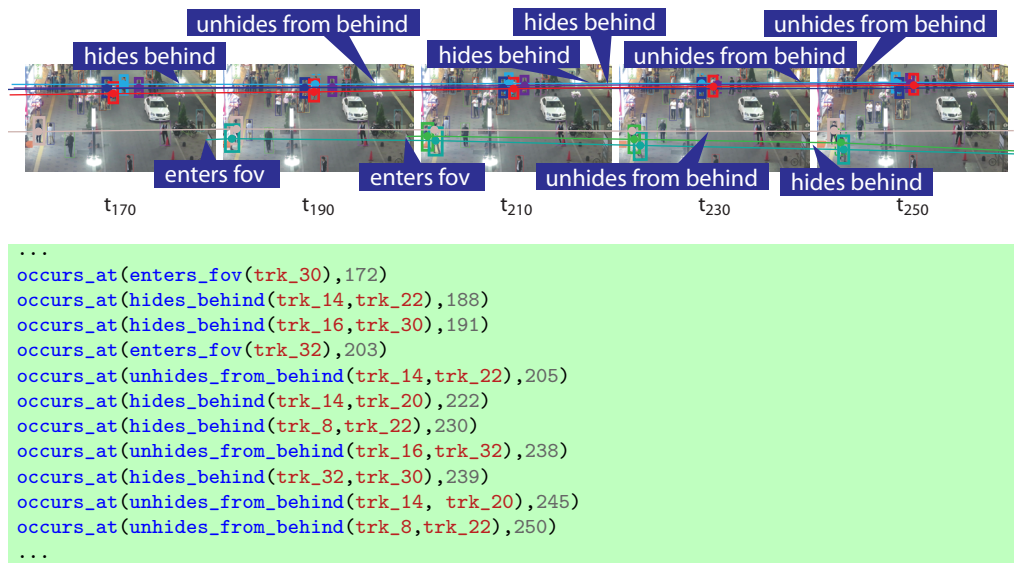 unhides from behind
hides behind
unhides from behind
hides behind
hides behind
unhides from behind
enters fov
enters fov
unhides from behind
hides behind
t170
t190
t210
t230
t250
...
occurs_at(enters_fov(trk_30),172)
occurs_at(hides_behind(trk_14,trk_22),188)
occurs_at(hides_behind(trk_16,trk_30),191)
occurs_at(enters_fov(trk_32),203)
occurs_at(unhides_from_behind(trk_14,trk_22),205)
occurs_at(hides_behind(trk_14,trk_20),222)
occurs_at(hides_behind(trk_8,trk_22),230)
occurs_at(unhides_from_behind(trk_16,trk_32),238)
occurs_at(hides_behind(trk_32,trk_30),239)
occurs_at(unhides_from_behind(trk_14, trk_20),245)
occurs_at(unhides_from_behind(trk_8,trk_22),250)
...